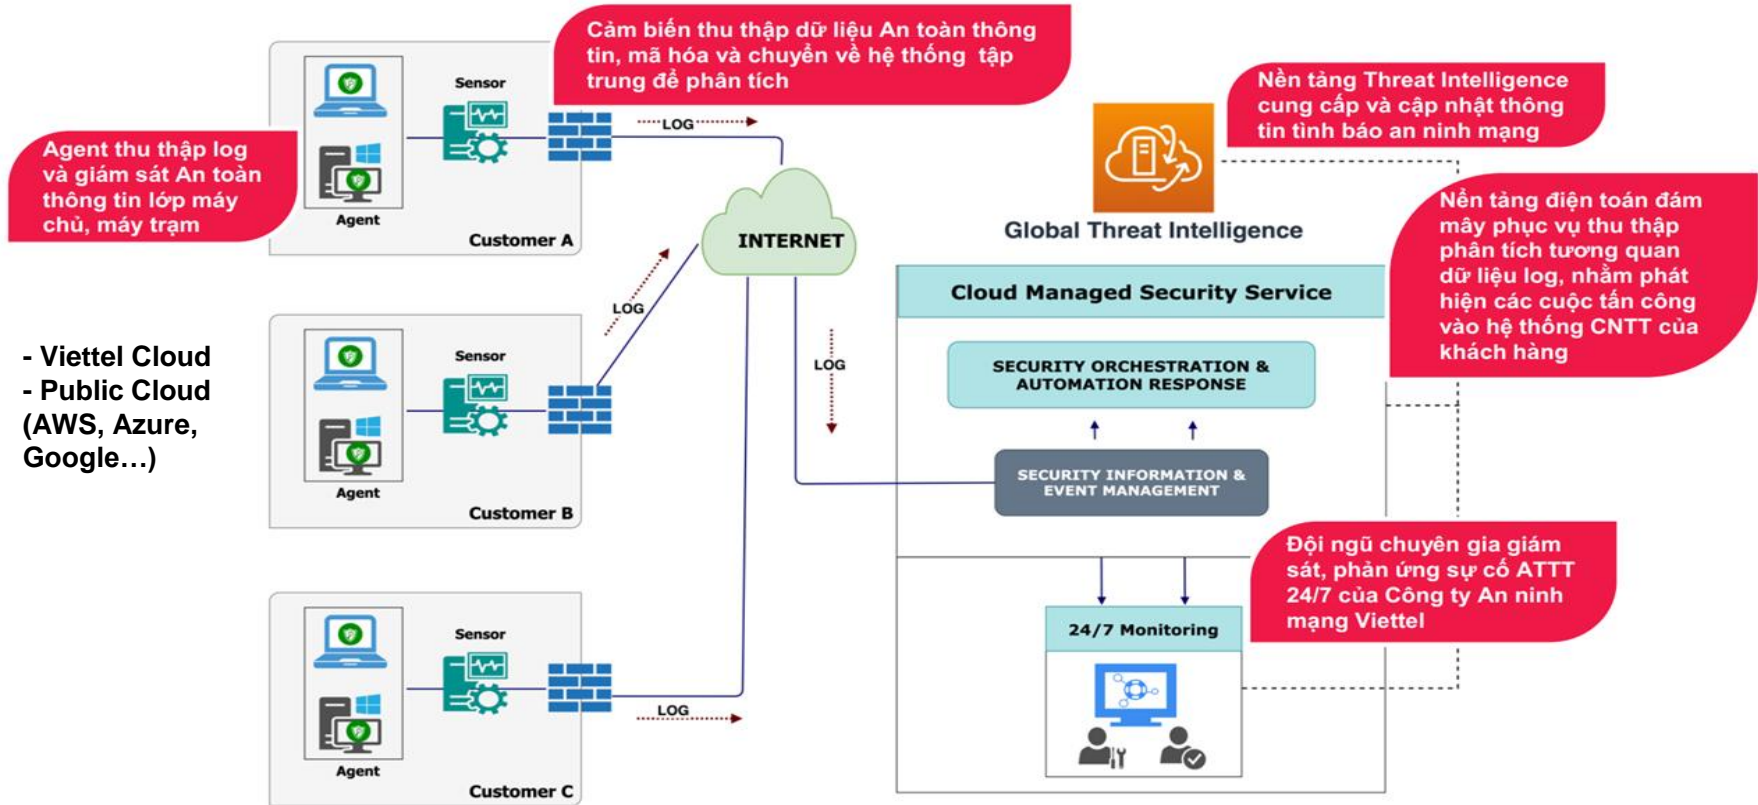 Cảm biến thu thập dữ liệu An toàn thông
tin, mã hóa và chuyển về hệ thống tập
trung để phân tích
Sensor
LOG
Agent thu thập log
và giám sát An toàn
thông tin lớp máy
chủ, máy trạm
Agent
Customer A
INTERNET
Nền tảng Threat Intelligence
cung cấp và cập nhật thông
tin tình báo an ninh mạng
Global Threat Intelligence
Nền tảng điện toán đám
mây phục vụ thu thập
phân tích tương quan
dữ liệu log, nhằm phát
hiện các cuộc tấn công
vào hệ thống CNTT của
khách hàng
- Viettel Cloud
- Public Cloud
(AWS, Azure,
Google…)
Sensor
LOG
Agent
Customer B
LOG
Cloud Managed Security Service
SECURITY ORCHESTRATION &
AUTOMATION RESPONSE
SECURITY INFORMATION &
EVENT MANAGEMENT
Đội ngũ chuyên gia giám
sát, phản ứng sự cố ATTT
24/7 của Công ty An ninh
mạng Viettel
24/7 Monitoring
Sensor
LOG
Agent
Customer C